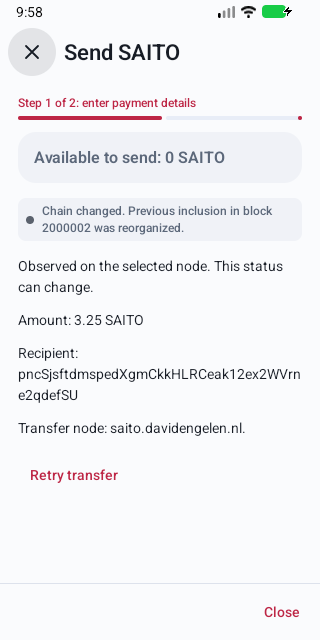 9:58
Send SAITO
Step 1 of 2: enter payment details
Available to send: 0 SAITO
Chain changed. Previous inclusion in block
2000002 was reorganized.
Observed on the selected node. This status
can change.
Amount: 3.25 SAITO
Recipient:
pncSjsftdmspedXgmCkkHLRCeak12ex2WVrn
e2qdefSU
Transfer node: saito.davidengelen.nl.
Retry transfer
Close